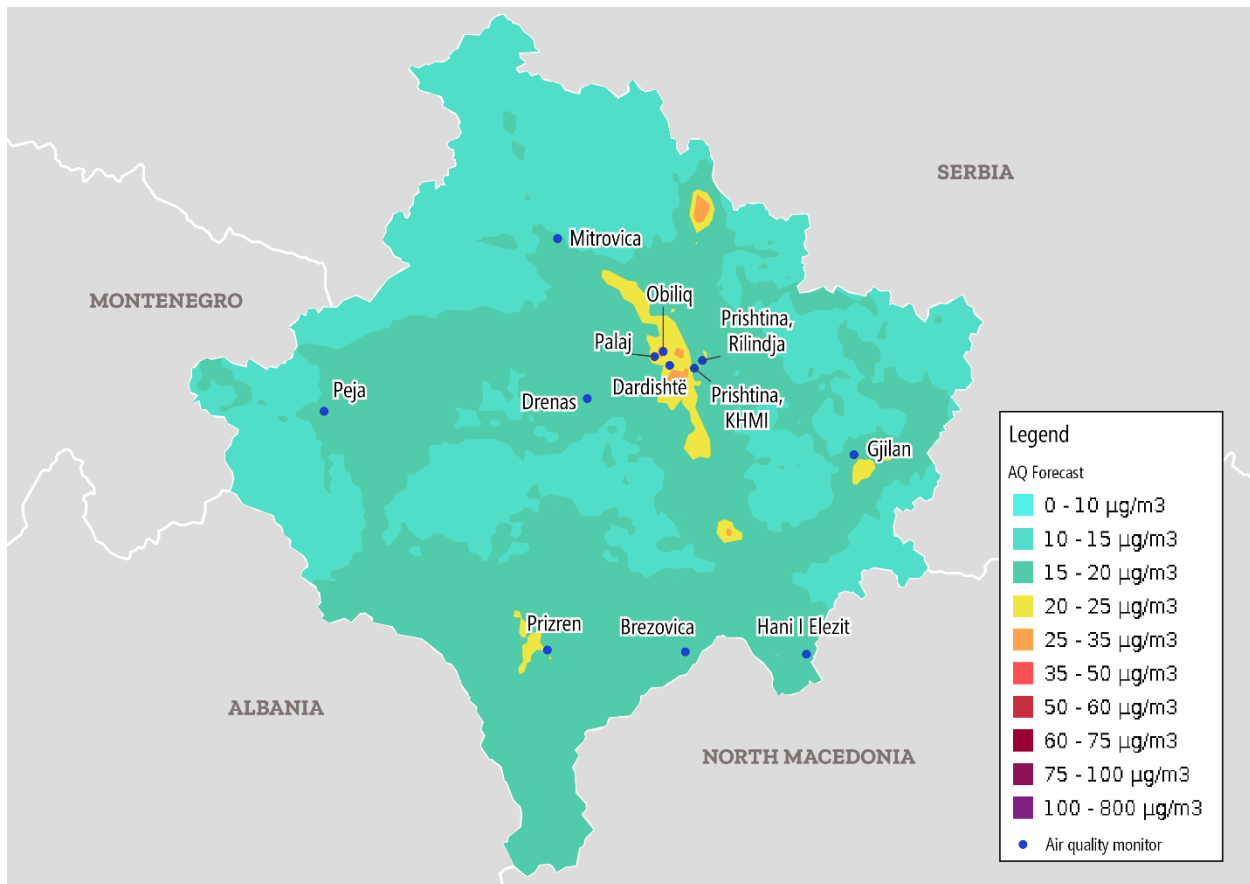 SERBIA
Mitrovica
MONTENEGRO
Obiliq
Prishtina,
Rilindja
Palaj
Peja
Dardishtë
Drenas
Prishtina,
KHMI
Gjilan
Prizren
Brezovica
Hani I Elezit
ALBANIA
NORTH MACEDONIA
Legend
AQ Forecast
0 - 10 µg/m3
10 - 15 µg/m3
15 - 20 µg/m3
20 - 25 µg/m3
25 - 35 µg/m3
35 - 50 µg/m3
50 - 60 µg/m3
60 - 75 µg/m3
75 - 100 µg/m3
100 - 800 µg/m3
Air quality monitor